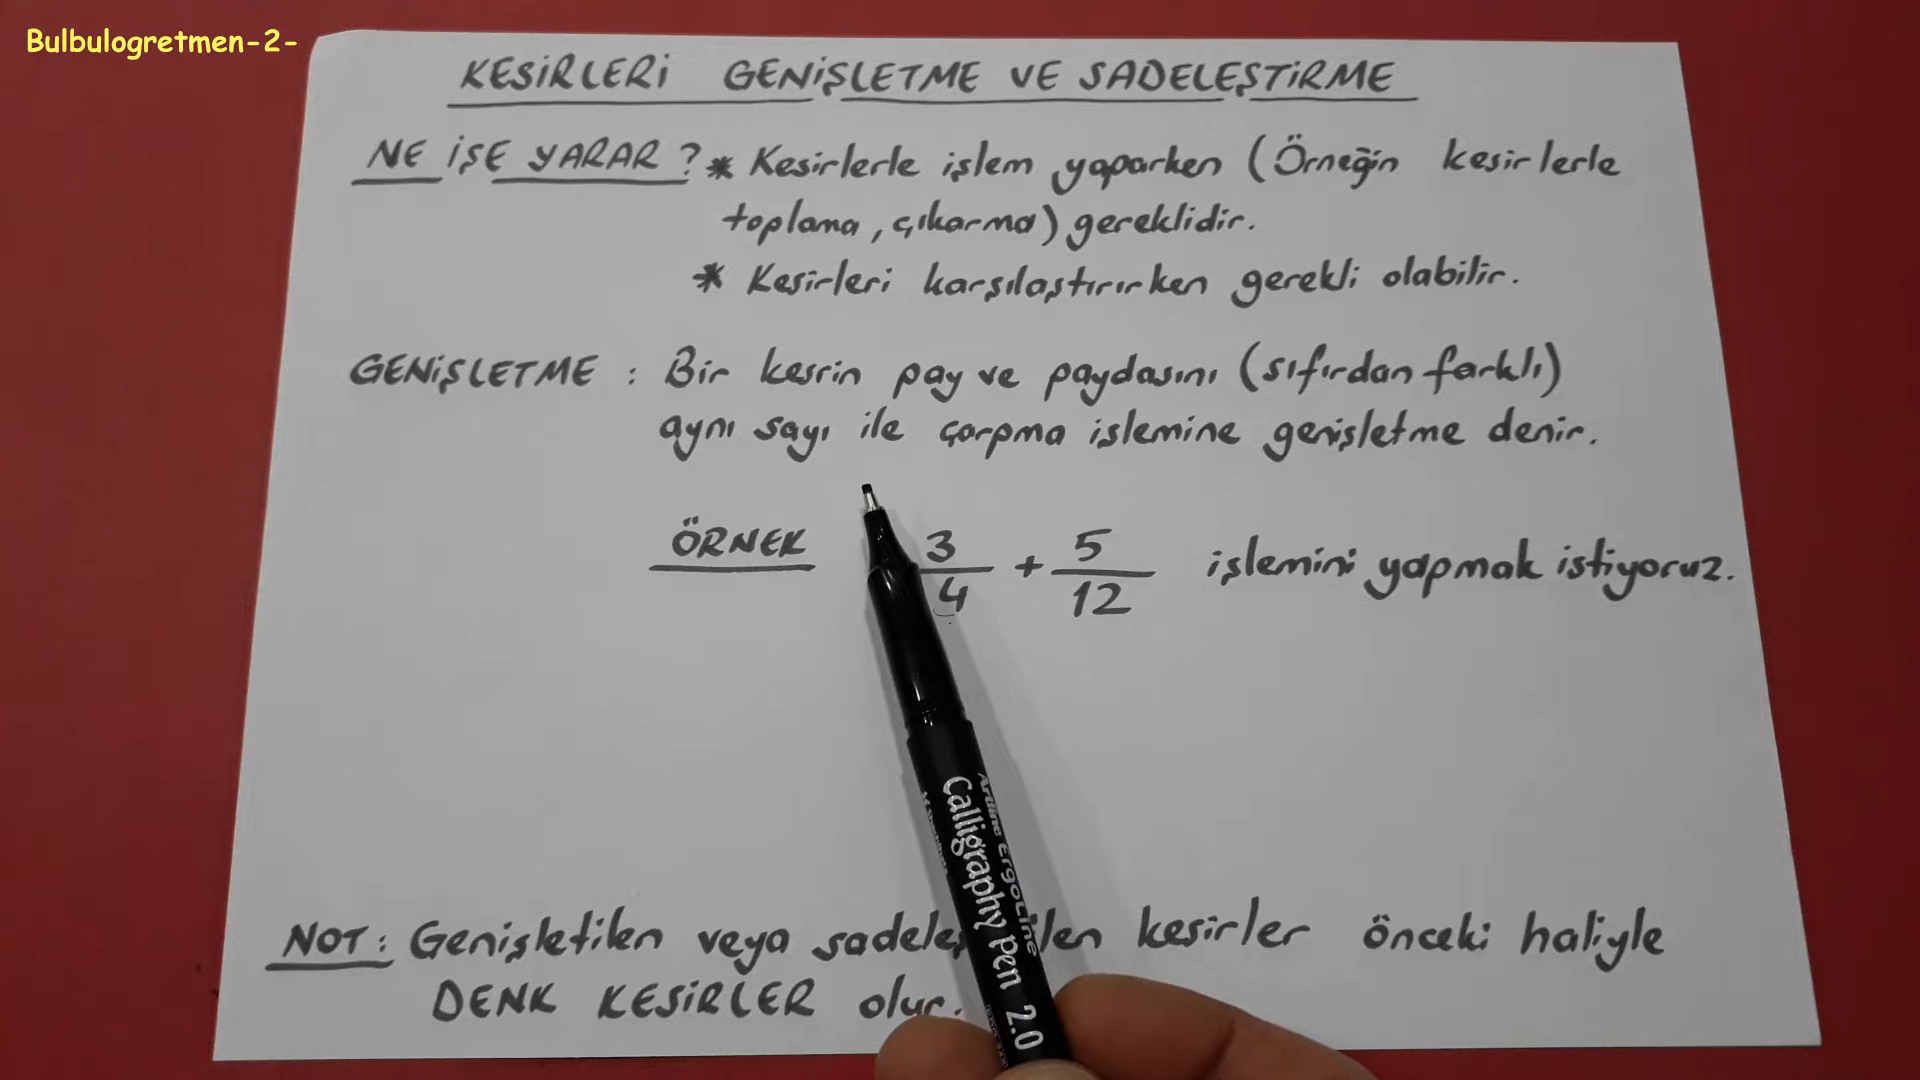 Bulbulogretmen-2-
KESİRLERİ GENİŞLETME VE SADELEŞTİRME
NE İŞE YARAR? * Kesirlerle işlem yaparken (Örneğin kesirlerle
toplama, çıkarma) gereklidir.
* Kesirleri karşılaştırırken gerekli olabilir.
GENİŞLETME : Bir kesrin pay ve paydasını (sıfırdan farklı)
aynı sayı ile çarpma işlemine genişletme denir.
ÖRNEK 3/4 + 5/12 işlemini yapmak istiyoruz.
NOT: Genişletilen veya kesirler önceki haliyle
DENK KESİRLER olur.
Artline ErgoLine
Calligraphy Pen 2.0